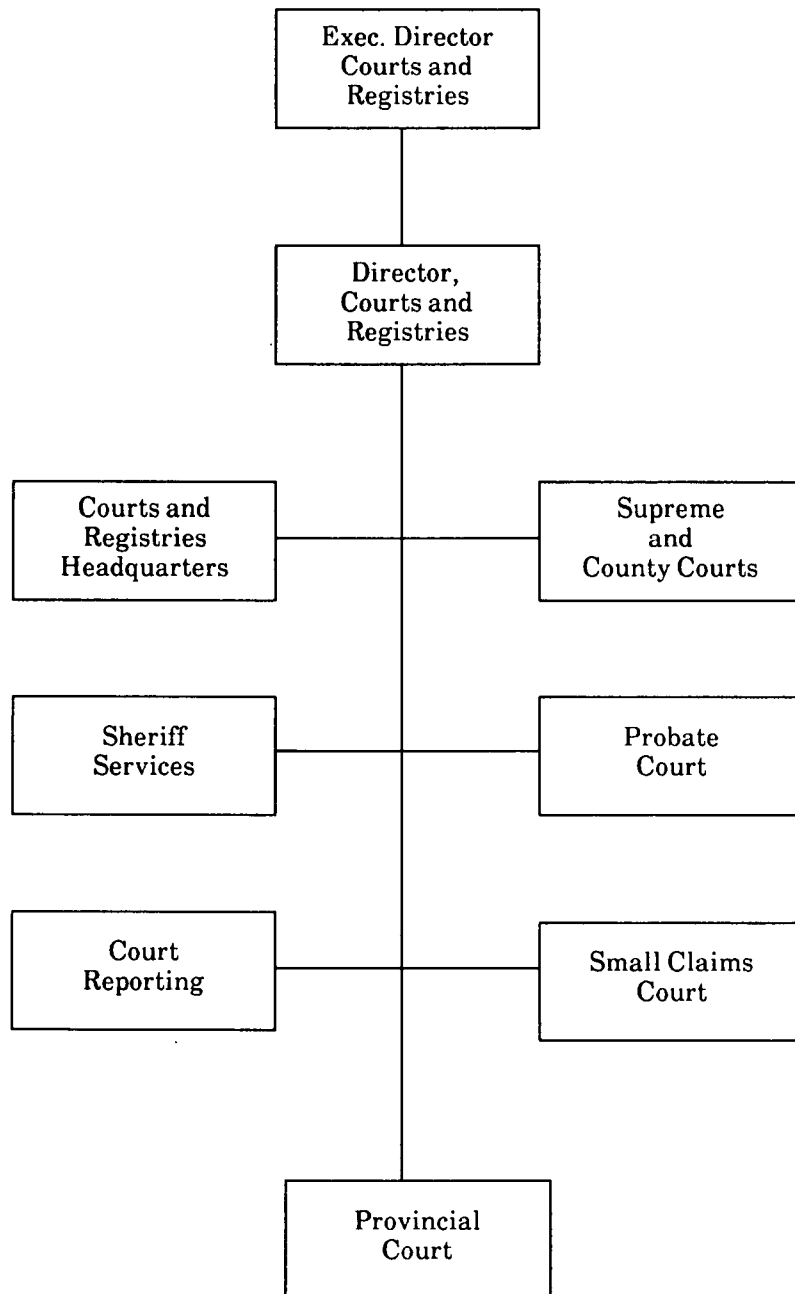 Exec. Director
Courts and
Registries
Director,
Courts and
Registries
Courts and
Registries
Headquarters
Supreme
and
County Courts
Sheriff
Services
Probate
Court
Court
Reporting
Small Claims
Court
Provincial
Court